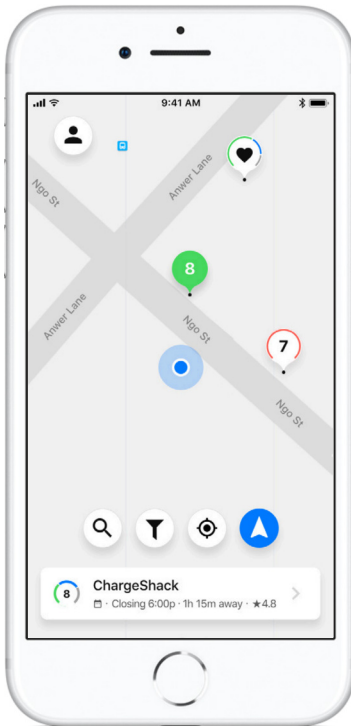 9:41 AM
Ngo St
Anwer Lane
8
Anwer Lane
Ngo St
7
Ngo St
8
ChargeShack
· Closing 6:00p · 1h 15m away · ★4.8